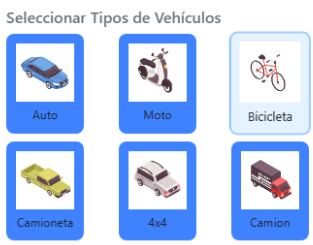 Seleccionar Tipos de Vehículos
Auto
Moto
Bicicleta
Camioneta
4x4
Camion